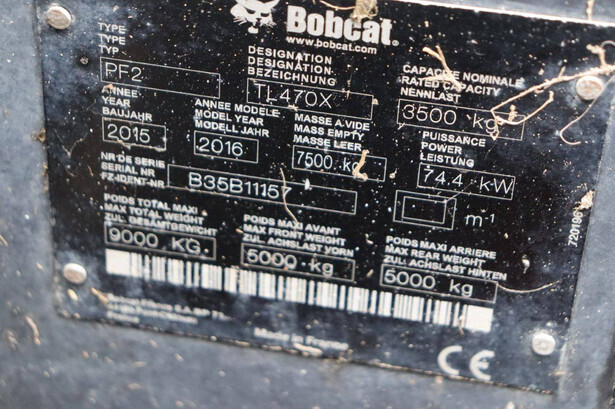 Bobcat.
www.bobcat.com
TYPE
TYPE
TYP
PF2
DESIGNATION
DESIGNATION
BEZEICHNUNG
TL470X
CAPACITE NOMINALE
RATED CAPACITY
NENNLAST
3500 kg
ANNEE
YEAR
BAUJAHR
2015
ANNEE MODELE
MODEL YEAR
MODELL JAHR
2016
MASSE A-VIDE
MASS EMPTY
MASSE LEER
7500 kg
PUISSANCE
POWER
LEISTUNG
74.4 kW
NR DE SERIE
SERIAL NR
FZ-IDENT-NR
B35B11157
m-1
POIDS TOTAL MAXI
MAX TOTAL WEIGHT
ZUL. GESAMTGEWICHT
9000 KG
POIDS MAXI AVANT
MAX FRONT WEIGHT
ZUL. ACHSLAST VORN
5000 kg
POIDS MAXI ARRIERE
MAX REAR WEIGHT
ZUL. ACHSLAST HINTEN
5000 kg
Made in France
CE